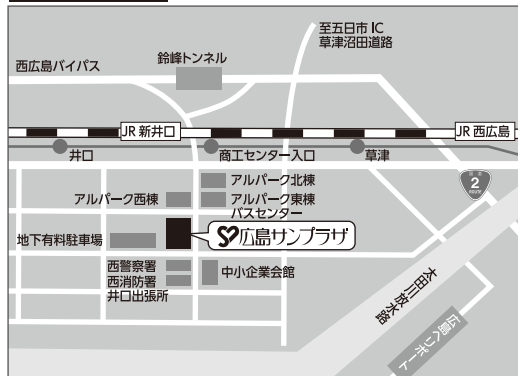 至五日市IC
草津沼田道路
西広島バイパス
鈴峰トンネル
JR 新井口
JR 西広島
井口
商工センター入口
草津
国道
2
ROUTE
アルパーク北棟
アルパーク西棟
アルパーク東棟
バスセンター
地下有料駐車場
広島サンプラザ
西警察署
西消防署
井口出張所
中小企業会館
太田川放水路
広島ヘリポート